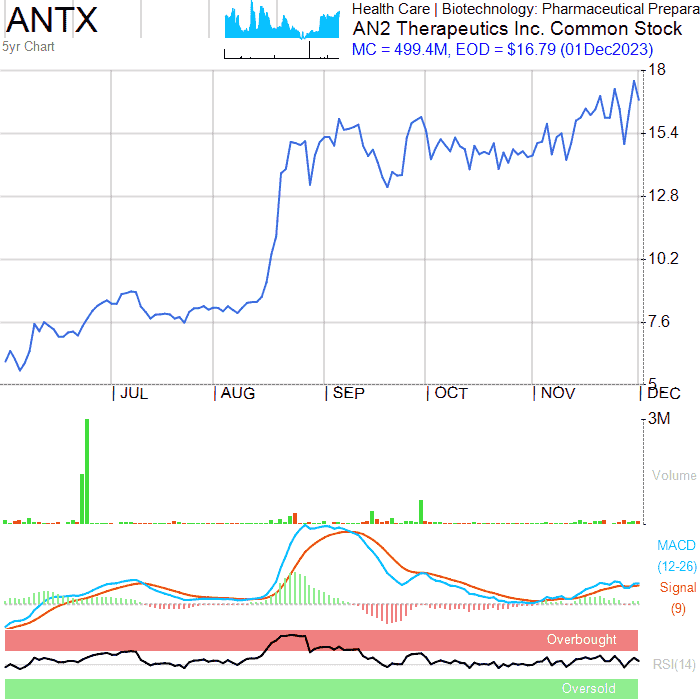 ANTX
5yr Chart
Health Care | Biotechnology: Pharmaceutical Prepara
AN2 Therapeutics Inc. Common Stock
MC = 499.4M, EOD = $16.79 (01Dec2023)
18
15.4
12.8
10.2
7.6
5
JUL AUG SEP OCT NOV DEC
3M
Volume
MACD
(12-26)
Signal
(9)
Overbought
RSI(14)
Oversold